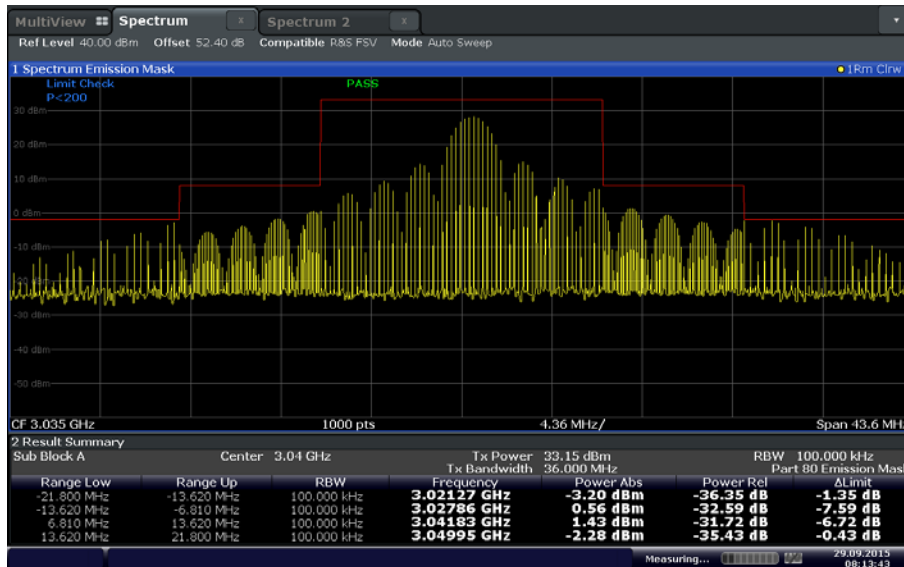 MultiView Spectrum x Spectrum 2 x
Ref Level 40.00 dBm Offset 52.40 dB Compatible R&S FSV Mode Auto Sweep
1 Spectrum Emission Mask 1Rm Clrw
Limit Check PASS
P<200
30 dBm
20 dBm
10 dBm
0 dBm
-10 dBm
-20 dBm
-30 dBm
-40 dBm
-50 dBm
CF 3.035 GHz 1000 pts 4.36 MHz/ Span 43.6 MHz
2 Result Summary
Sub Block A Center 3.04 GHz Tx Power 33.15 dBm RBW 100.000 kHz
Tx Bandwidth 36.000 MHz Part 80 Emission Mask
Range Low Range Up RBW Frequency Power Abs Power Rel ΔLimit
-21.800 MHz -13.620 MHz 100.000 kHz 3.02127 GHz -3.20 dBm -36.35 dB -1.35 dB
-13.620 MHz -6.810 MHz 100.000 kHz 3.02786 GHz 0.56 dBm -32.59 dB -7.59 dB
6.810 MHz 13.620 MHz 100.000 kHz 3.04183 GHz 1.43 dBm -31.72 dB -6.72 dB
13.620 MHz 21.800 MHz 100.000 kHz 3.04995 GHz -2.28 dBm -35.43 dB -0.43 dB
Measuring... 29.09.2015
08:13:43